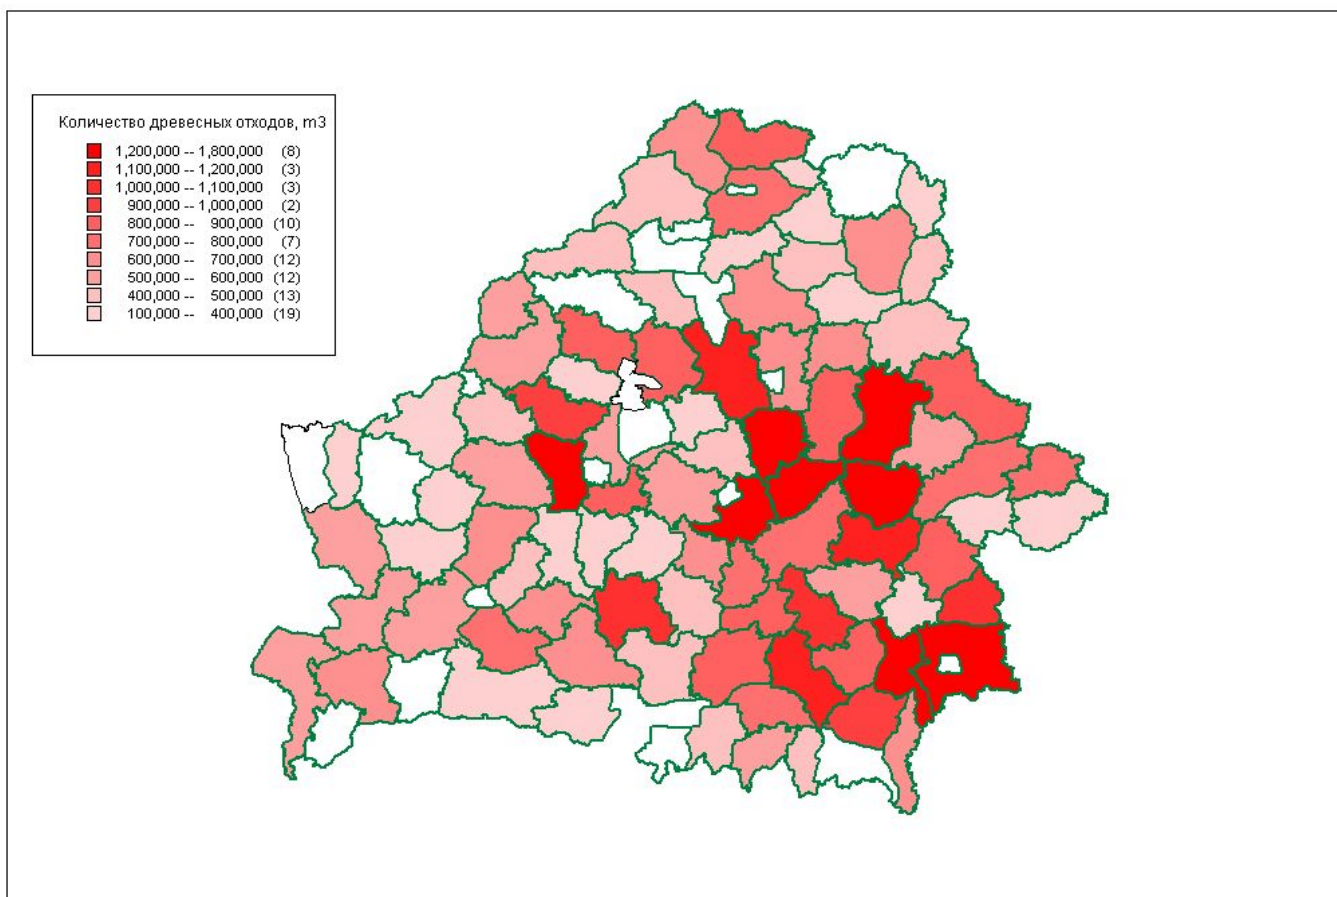 Количество древесных отходов, m3
1,200,000 -- 1,800,000 (8)
1,100,000 -- 1,200,000 (3)
1,000,000 -- 1,100,000 (3)
900,000 -- 1,000,000 (2)
800,000 -- 900,000 (10)
700,000 -- 800,000 (7)
600,000 -- 700,000 (12)
500,000 -- 600,000 (12)
400,000 -- 500,000 (13)
100,000 -- 400,000 (19)